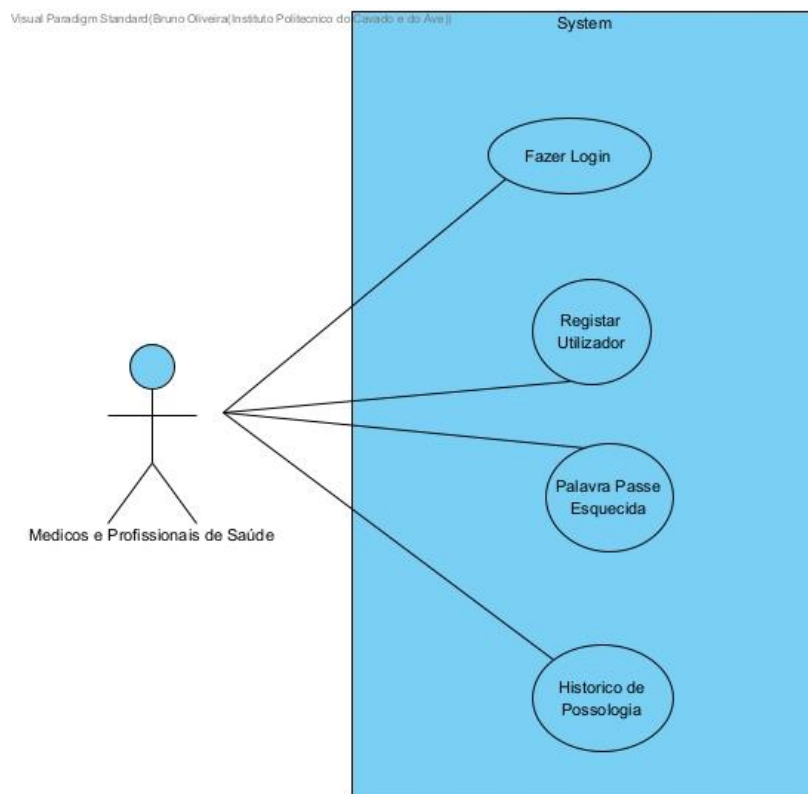 Visual Paradigm Standard(Bruno Oliveira(Instituto Politecnico do Cavado e do Ave))
System
Fazer Login
Registar
Utilizador
Palavra Passe
Esquecida
Medicos e Profissionais de Saúde
Historico de
Possologia